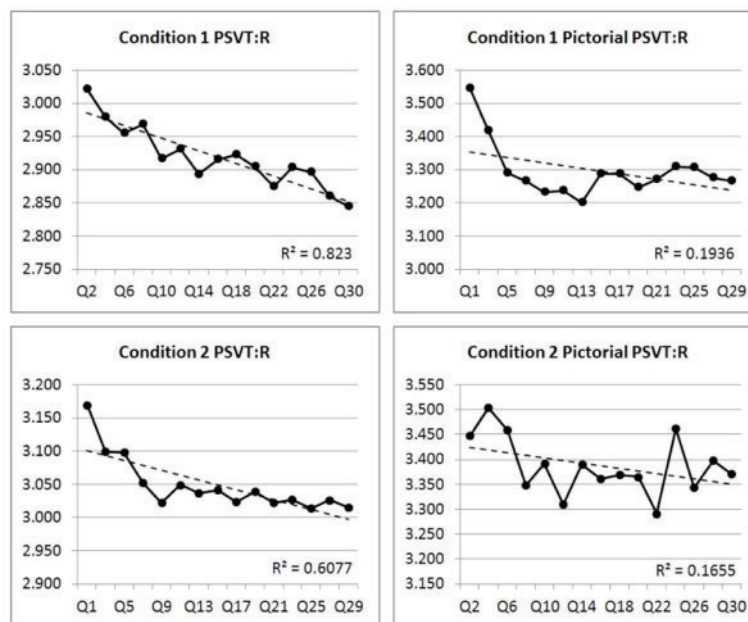 Condition 1 PSVT:R
3.050
3.000
2.950
2.900
2.850
2.800
2.750
R² = 0.823
Q2 Q6 Q10 Q14 Q18 Q22 Q26 Q30
Condition 1 Pictorial PSVT:R
3.600
3.500
3.400
3.300
3.200
3.100
3.000
R² = 0.1936
Q1 Q5 Q9 Q13 Q17 Q21 Q25 Q29
Condition 2 PSVT:R
3.200
3.150
3.100
3.050
3.000
2.950
2.900
R² = 0.6077
Q1 Q5 Q9 Q13 Q17 Q21 Q25 Q29
Condition 2 Pictorial PSVT:R
3.550
3.500
3.450
3.400
3.350
3.300
3.250
3.200
3.150
R² = 0.1655
Q2 Q6 Q10 Q14 Q18 Q22 Q26 Q30